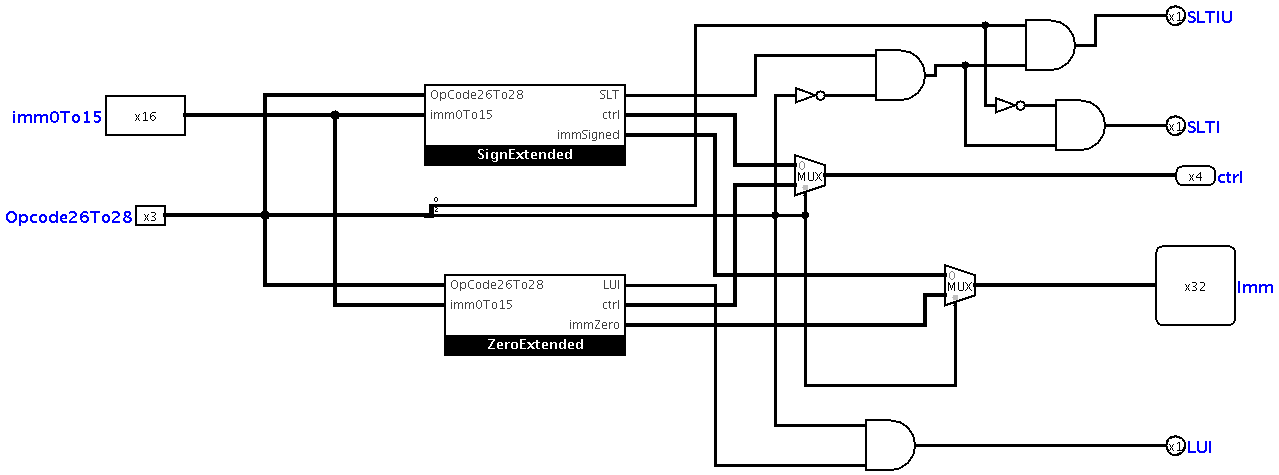 x1 SLTIU
OpCode26To28 SLT
imm0To15 x16
imm0To15 ctrl
x1 SLTI
immSigned
SignExtended
0
MUX
x4 ctrl
0
2
Opcode26To28 x3
0
MUX
x32 Imm
OpCode26To28 LUI
imm0To15 ctrl
immZero
ZeroExtended
x1 LUI